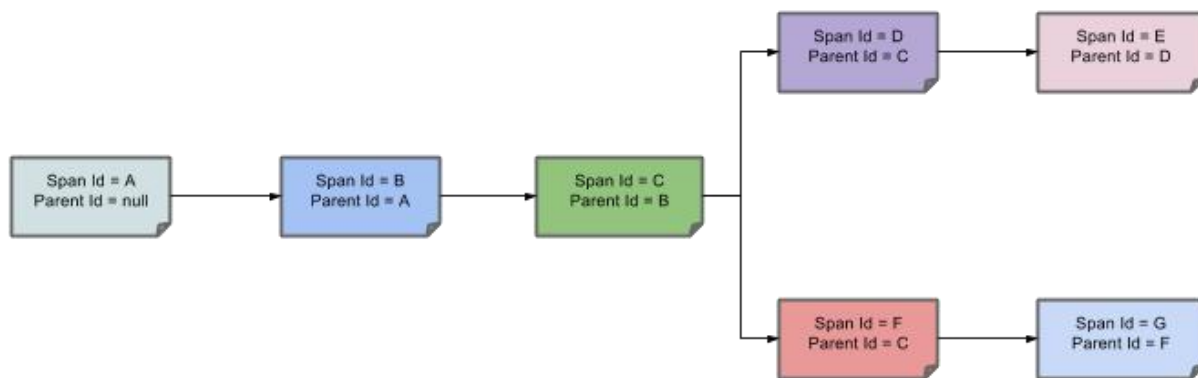 Span Id = A
Parent Id = null
Span Id = B
Parent Id = A
Span Id = C
Parent Id = B
Span Id = D
Parent Id = C
Span Id = E
Parent Id = D
Span Id = F
Parent Id = C
Span Id = G
Parent Id = F